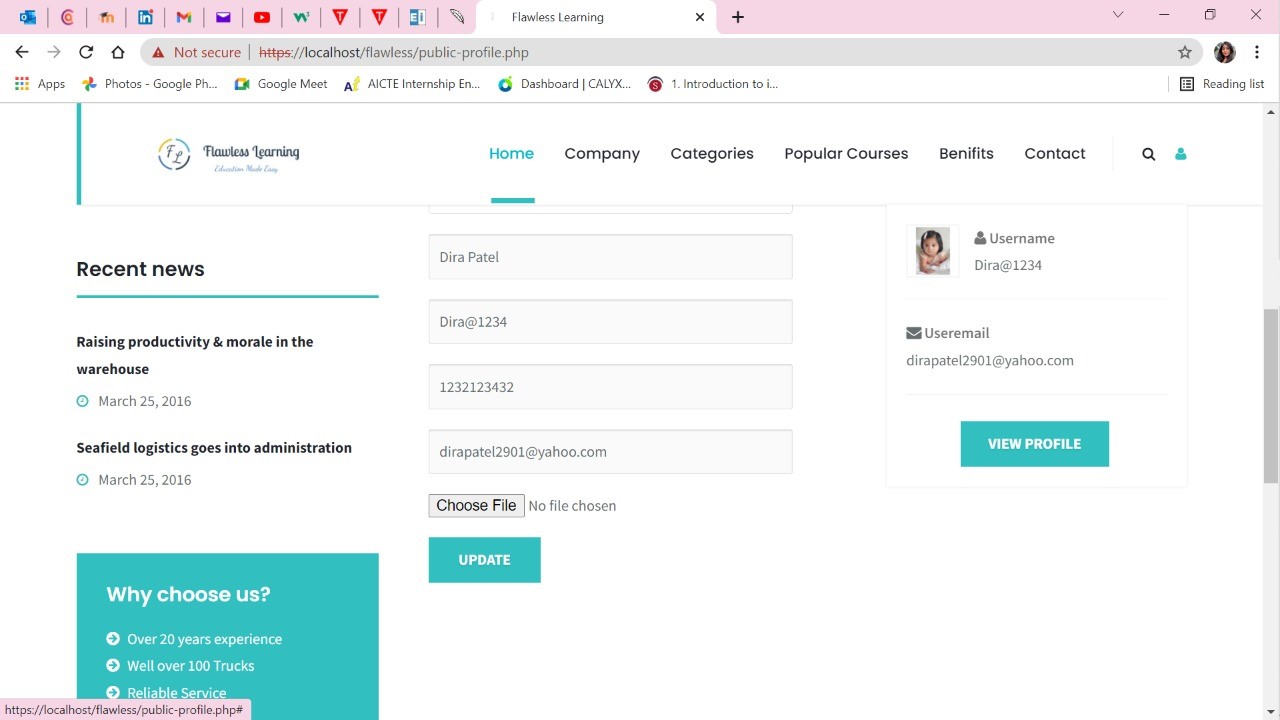 Flawless Learning
Not secure
https://localhost/flawless/public-profile.php
Apps
Photos - Google Ph...
Google Meet
AICTE Internship En...
Dashboard | CALYX...
1. Introduction to i...
Reading list
FL
Flawless Learning
Education Made Easy
Home
Company
Categories
Popular Courses
Benifits
Contact
Recent news
Raising productivity & morale in the
warehouse
March 25, 2016
Seafield logistics goes into administration
March 25, 2016
Why choose us?
Over 20 years experience
Well over 100 Trucks
Reliable Service
Dira Patel
Dira@1234
1232123432
dirapatel2901@yahoo.com
Choose File No file chosen
UPDATE
Username
Dira@1234
Useremail
dirapatel2901@yahoo.com
VIEW PROFILE
https://localhost/flawless/public-profile.php#